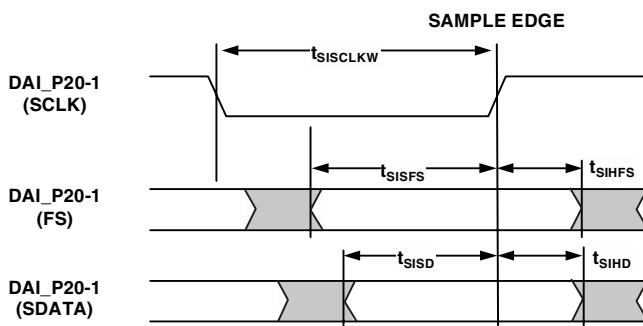 SAMPLE EDGE
tSISCLKW
DAI_P20-1
(SCLK)
tSISFS
tSIHFS
DAI_P20-1
(FS)
tSISD
tSIHD
DAI_P20-1
(SDATA)